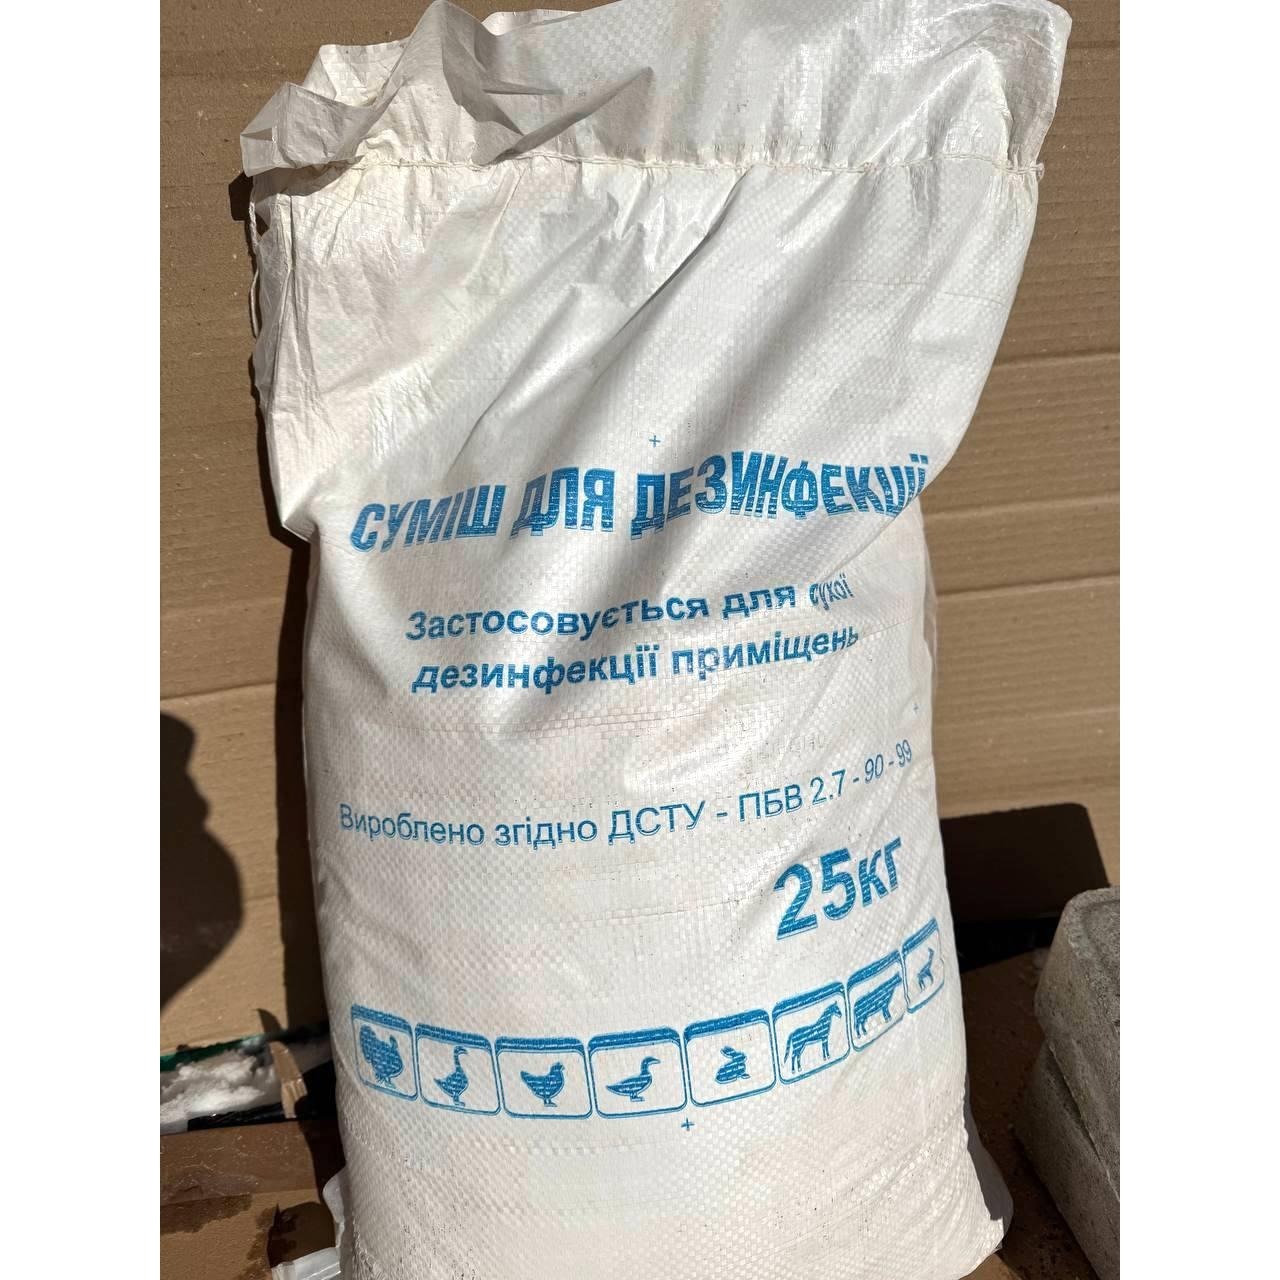 СУМІШ ДЛЯ ДЕЗИНФЕКЦІЇ
Застосовується для сухої
дезинфекції приміщень
Вироблено згідно ДСТУ - ПБВ 2.7 - 90 - 99
25кг